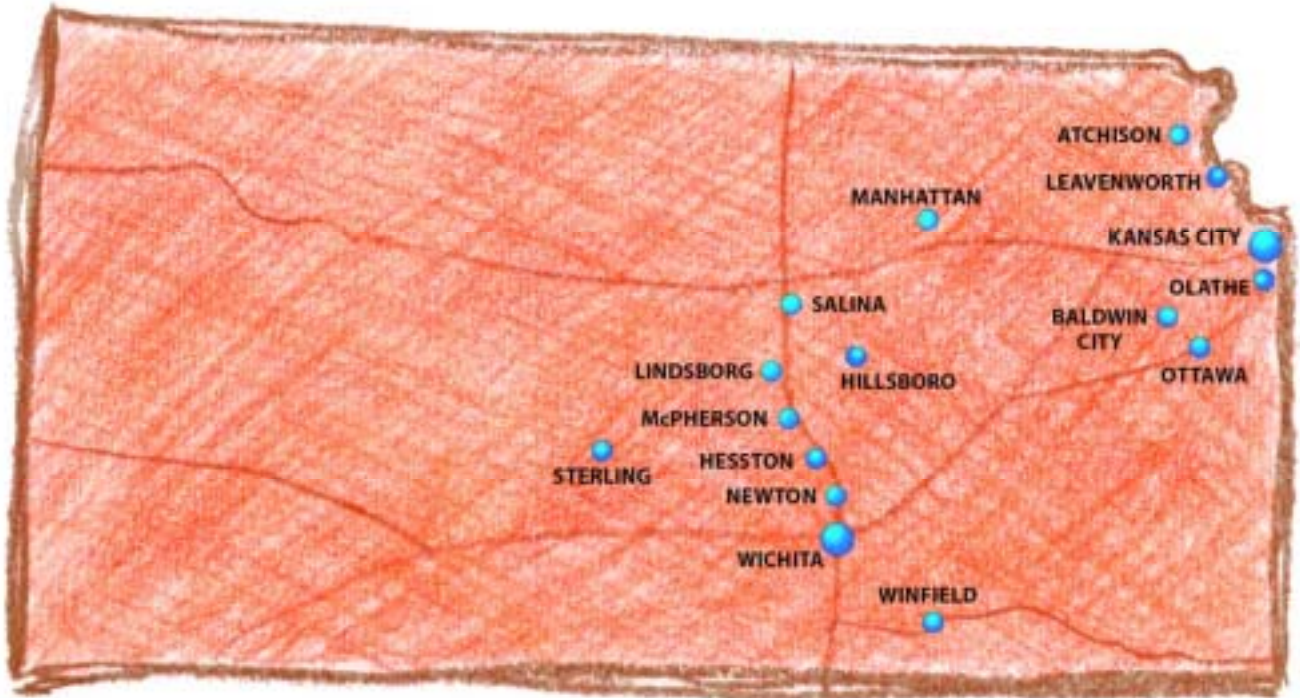 ATCHISON
LEAVENWORTH
MANHATTAN
KANSAS CITY
OLATHE
SALINA
BALDWIN
CITY
OTTAWA
LINDSBORG
HILLSBORO
McPHERSON
HESSTON
STERLING
NEWTON
WICHITA
WINFIELD